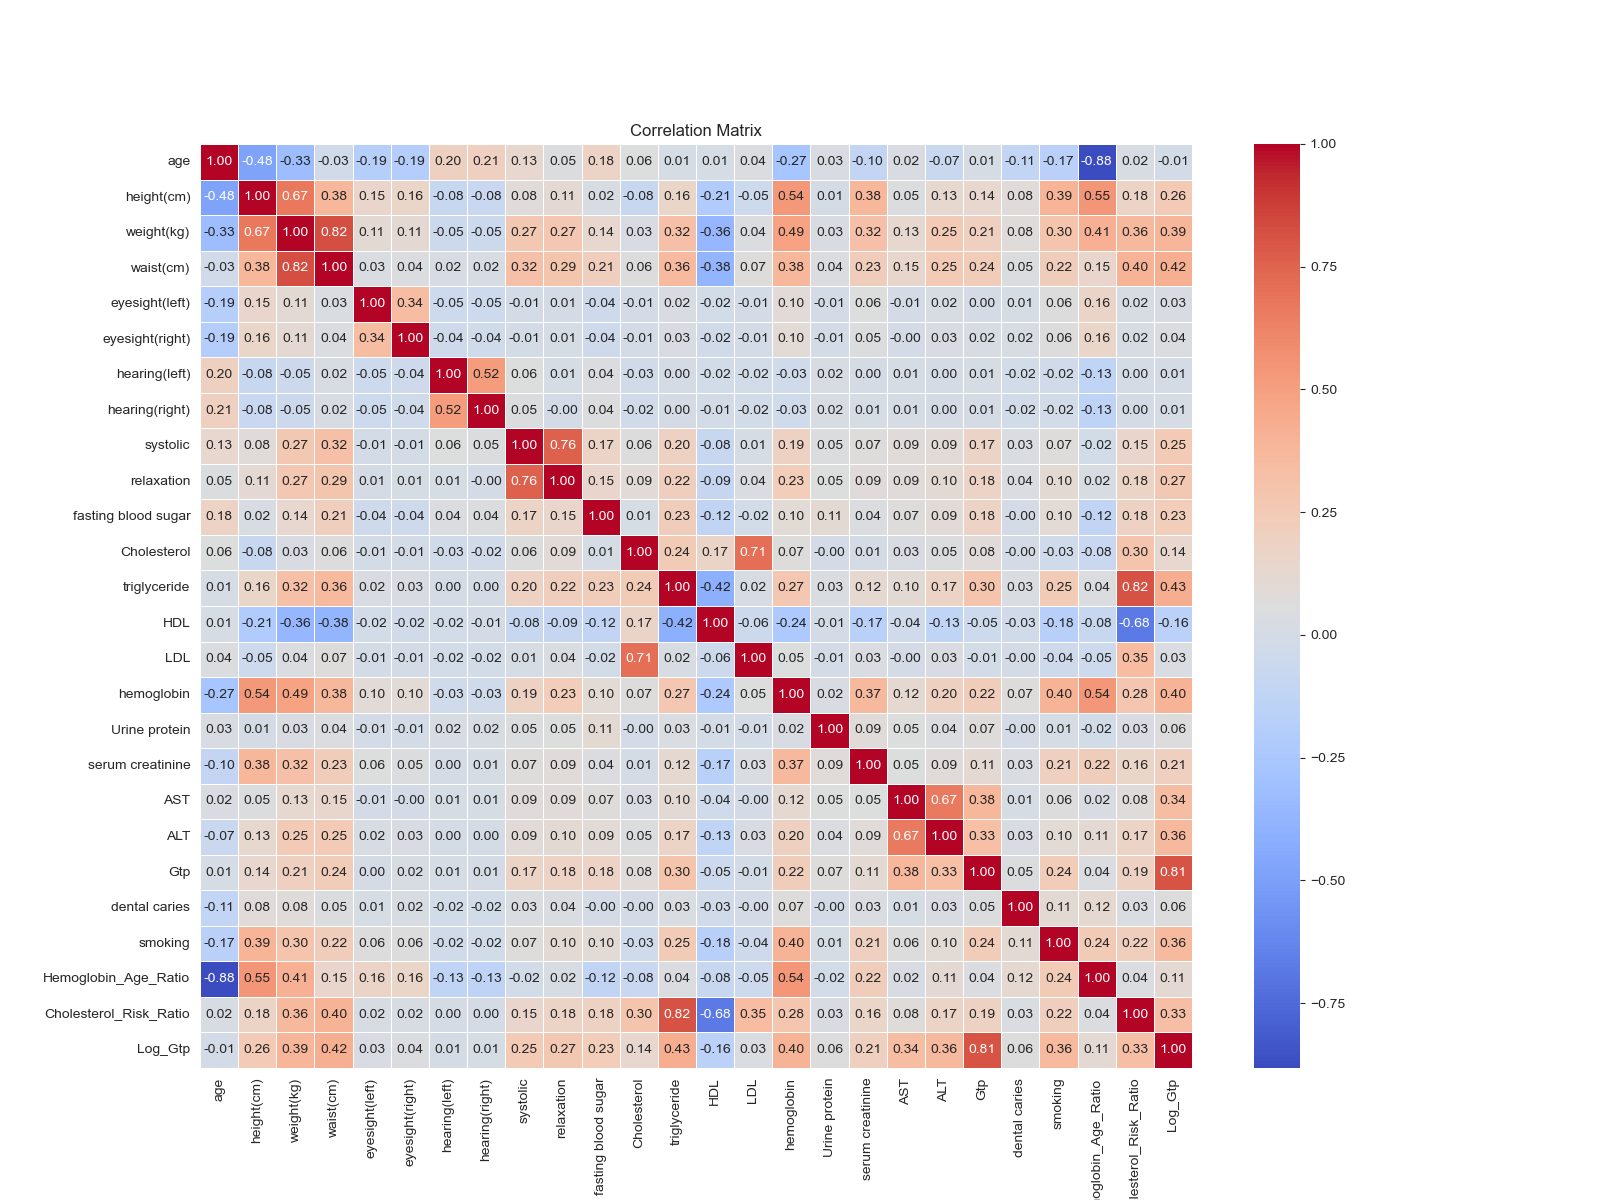 Correlation Matrix
age 1.00 -0.48 -0.33 -0.03 -0.19 -0.19 0.20 0.21 0.13 0.05 0.18 0.06 0.01 0.01 0.04 -0.27 0.03 -0.10 0.02 -0.07 0.01 -0.11 -0.17 -0.88 0.02 -0.01
height(cm) -0.48 1.00 0.67 0.38 0.15 0.16 -0.08 -0.08 0.08 0.11 0.02 -0.08 0.16 -0.21 -0.05 0.54 0.01 0.38 0.05 0.13 0.14 0.08 0.39 0.55 0.18 0.26
weight(kg) -0.33 0.67 1.00 0.82 0.11 0.11 -0.05 -0.05 0.27 0.27 0.14 0.03 0.32 -0.36 0.04 0.49 0.03 0.32 0.13 0.25 0.21 0.08 0.30 0.41 0.36 0.39
waist(cm) -0.03 0.38 0.82 1.00 0.03 0.04 0.02 0.02 0.32 0.29 0.21 0.06 0.36 -0.38 0.07 0.38 0.04 0.23 0.15 0.25 0.24 0.05 0.22 0.15 0.40 0.42
eyesight(left) -0.19 0.15 0.11 0.03 1.00 0.34 -0.05 -0.05 -0.01 0.01 -0.04 -0.01 0.02 -0.02 -0.01 0.10 -0.01 0.06 -0.01 0.02 0.00 0.01 0.06 0.16 0.02 0.03
eyesight(right) -0.19 0.16 0.11 0.04 0.34 1.00 -0.04 -0.04 -0.01 0.01 -0.04 -0.01 0.03 -0.02 -0.01 0.10 -0.01 0.05 -0.00 0.03 0.02 0.02 0.06 0.16 0.02 0.04
hearing(left) 0.20 -0.08 -0.05 0.02 -0.05 -0.04 1.00 0.52 0.06 0.01 0.04 -0.03 0.00 -0.02 -0.02 -0.03 0.02 0.00 0.01 0.00 0.01 -0.02 -0.02 -0.13 0.00 0.01
hearing(right) 0.21 -0.08 -0.05 0.02 -0.05 -0.04 0.52 1.00 0.05 -0.00 0.04 -0.02 0.00 -0.01 -0.02 -0.03 0.02 0.01 0.01 0.00 0.01 -0.02 -0.02 -0.13 0.00 0.01
systolic 0.13 0.08 0.27 0.32 -0.01 -0.01 0.06 0.05 1.00 0.76 0.17 0.06 0.20 -0.08 0.01 0.19 0.05 0.07 0.09 0.09 0.17 0.03 0.07 -0.02 0.15 0.25
relaxation 0.05 0.11 0.27 0.29 0.01 0.01 0.01 -0.00 0.76 1.00 0.15 0.09 0.22 -0.09 0.04 0.23 0.05 0.09 0.09 0.10 0.18 0.04 0.10 0.02 0.18 0.27
fasting blood sugar 0.18 0.02 0.14 0.21 -0.04 -0.04 0.04 0.04 0.17 0.15 1.00 0.01 0.23 -0.12 -0.02 0.10 0.11 0.04 0.07 0.09 0.18 -0.00 0.10 -0.12 0.18 0.23
Cholesterol 0.06 -0.08 0.03 0.06 -0.01 -0.01 -0.03 -0.02 0.06 0.09 0.01 1.00 0.24 0.17 0.71 0.07 -0.00 0.01 0.03 0.05 0.08 -0.00 -0.03 -0.08 0.30 0.14
triglyceride 0.01 0.16 0.32 0.36 0.02 0.03 0.00 0.00 0.20 0.22 0.23 0.24 1.00 -0.42 0.02 0.27 0.03 0.12 0.10 0.17 0.30 0.03 0.25 0.04 0.82 0.43
HDL 0.01 -0.21 -0.36 -0.38 -0.02 -0.02 -0.02 -0.01 -0.08 -0.09 -0.12 0.17 -0.42 1.00 -0.06 -0.24 -0.01 -0.17 -0.04 -0.13 -0.05 -0.03 -0.18 -0.08 -0.68 -0.16
LDL 0.04 -0.05 0.04 0.07 -0.01 -0.01 -0.02 -0.02 0.01 0.04 -0.02 0.71 0.02 -0.06 1.00 0.05 -0.01 0.03 -0.00 0.03 -0.01 -0.00 -0.04 -0.05 0.35 0.03
hemoglobin -0.27 0.54 0.49 0.38 0.10 0.10 -0.03 -0.03 0.19 0.23 0.10 0.07 0.27 -0.24 0.05 1.00 0.02 0.37 0.12 0.20 0.22 0.07 0.40 0.54 0.28 0.40
Urine protein 0.03 0.01 0.03 0.04 -0.01 -0.01 0.02 0.02 0.05 0.05 0.11 -0.00 0.03 -0.01 -0.01 0.02 1.00 0.09 0.05 0.04 0.07 -0.00 0.01 -0.02 0.03 0.06
serum creatinine -0.10 0.38 0.32 0.23 0.06 0.05 0.00 0.01 0.07 0.09 0.04 0.01 0.12 -0.17 0.03 0.37 0.09 1.00 0.05 0.09 0.11 0.03 0.21 0.22 0.16 0.21
AST 0.02 0.05 0.13 0.15 -0.01 -0.00 0.01 0.01 0.09 0.09 0.07 0.03 0.10 -0.04 -0.00 0.12 0.05 0.05 1.00 0.67 0.38 0.01 0.06 0.02 0.08 0.34
ALT -0.07 0.13 0.25 0.25 0.02 0.03 0.00 0.00 0.09 0.10 0.09 0.05 0.17 -0.13 0.03 0.20 0.04 0.09 0.67 1.00 0.33 0.03 0.10 0.11 0.17 0.36
Gtp 0.01 0.14 0.21 0.24 0.00 0.02 0.01 0.01 0.17 0.18 0.18 0.08 0.30 -0.05 -0.01 0.22 0.07 0.11 0.38 0.33 1.00 0.05 0.24 0.04 0.19 0.81
dental caries -0.11 0.08 0.08 0.05 0.01 0.02 -0.02 -0.02 0.03 0.04 -0.00 -0.00 0.03 -0.03 -0.00 0.07 -0.00 0.03 0.01 0.03 0.05 1.00 0.11 0.12 0.03 0.06
smoking -0.17 0.39 0.30 0.22 0.06 0.06 -0.02 -0.02 0.07 0.10 0.10 -0.03 0.25 -0.18 -0.04 0.40 0.01 0.21 0.06 0.10 0.24 0.11 1.00 0.24 0.22 0.36
Hemoglobin_Age_Ratio -0.88 0.55 0.41 0.15 0.16 0.16 -0.13 -0.13 -0.02 0.02 -0.12 -0.08 0.04 -0.08 -0.05 0.54 -0.02 0.22 0.02 0.11 0.04 0.12 0.24 1.00 0.04 0.11
Cholesterol_Risk_Ratio 0.02 0.18 0.36 0.40 0.02 0.02 0.00 0.00 0.15 0.18 0.18 0.30 0.82 -0.68 0.35 0.28 0.03 0.16 0.08 0.17 0.19 0.03 0.22 0.04 1.00 0.33
Log_Gtp -0.01 0.26 0.39 0.42 0.03 0.04 0.01 0.01 0.25 0.27 0.23 0.14 0.43 -0.16 0.03 0.40 0.06 0.21 0.34 0.36 0.81 0.06 0.36 0.11 0.33 1.00
age
height(cm)
weight(kg)
waist(cm)
eyesight(left)
eyesight(right)
hearing(left)
hearing(right)
systolic
relaxation
fasting blood sugar
Cholesterol
triglyceride
HDL
LDL
hemoglobin
Urine protein
serum creatinine
AST
ALT
Gtp
dental caries
smoking
oglobin_Age_Ratio
lesterol_Risk_Ratio
Log_Gtp
1.00
0.75
0.50
0.25
0.00
−0.25
−0.50
−0.75